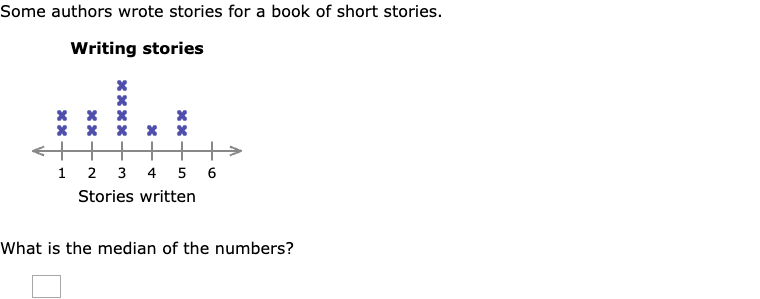 Some authors wrote stories for a book of short stories.
Writing stories
1 2 3 4 5 6
Stories written
What is the median of the numbers?